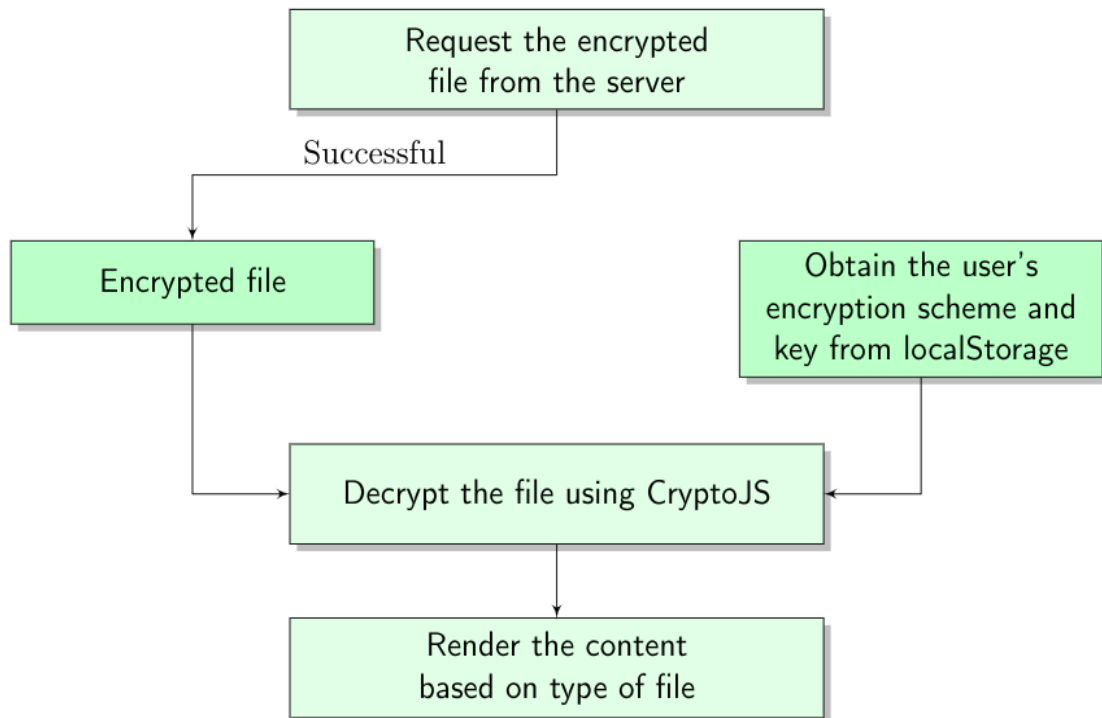 Request the encrypted
file from the server
Successful
Encrypted file
Obtain the user's
encryption scheme and
key from localStorage
Decrypt the file using CryptoJS
Render the content
based on type of file